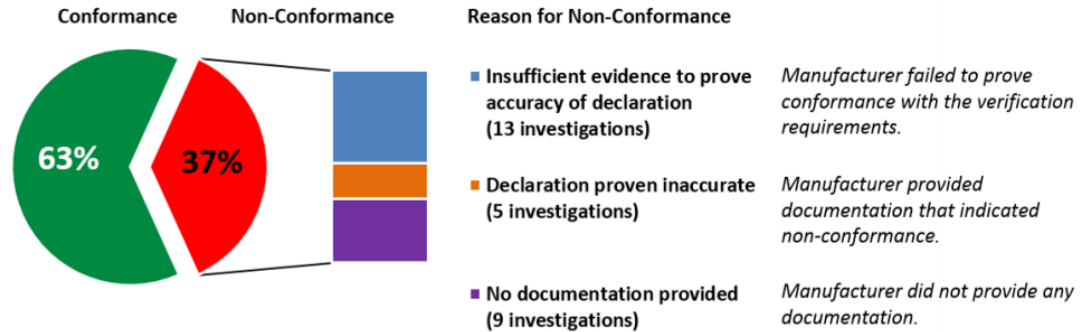 Conformance
Non-Conformance
Reason for Non-Conformance
63%
37%
Insufficient evidence to prove
accuracy of declaration
(13 investigations)
Manufacturer failed to prove
conformance with the verification
requirements.
Declaration proven inaccurate
(5 investigations)
Manufacturer provided
documentation that indicated
non-conformance.
No documentation provided
(9 investigations)
Manufacturer did not provide any
documentation.